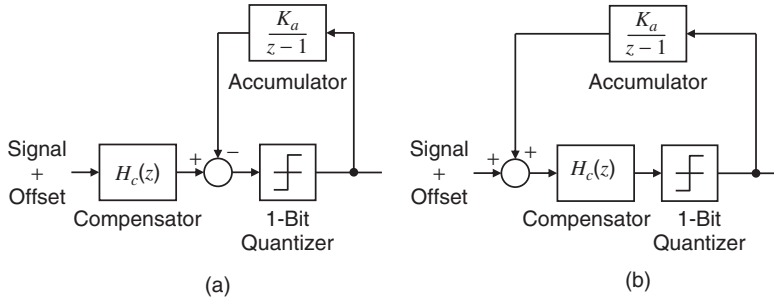 K_a
z − 1
Accumulator
Signal
+
Offset
H_c(z)
Compensator
+
−
1-Bit
Quantizer
(a)
K_a
z − 1
Accumulator
Signal
+
Offset
+
+
H_c(z)
Compensator
1-Bit
Quantizer
(b)